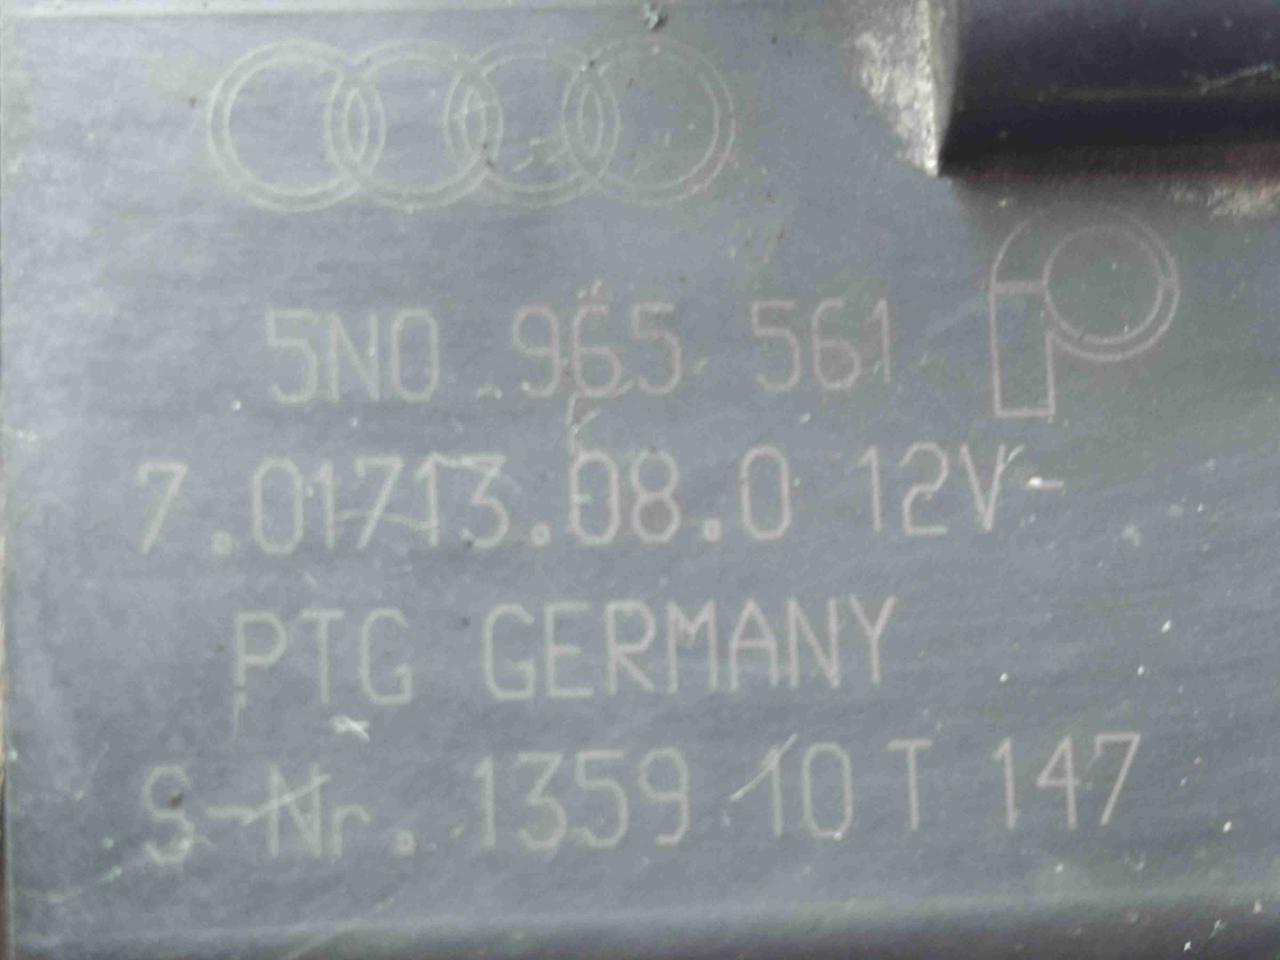 5N0 965 561
7.01713.08.0 12V-
PTG GERMANY
S-Nr. 1359 10 T 147